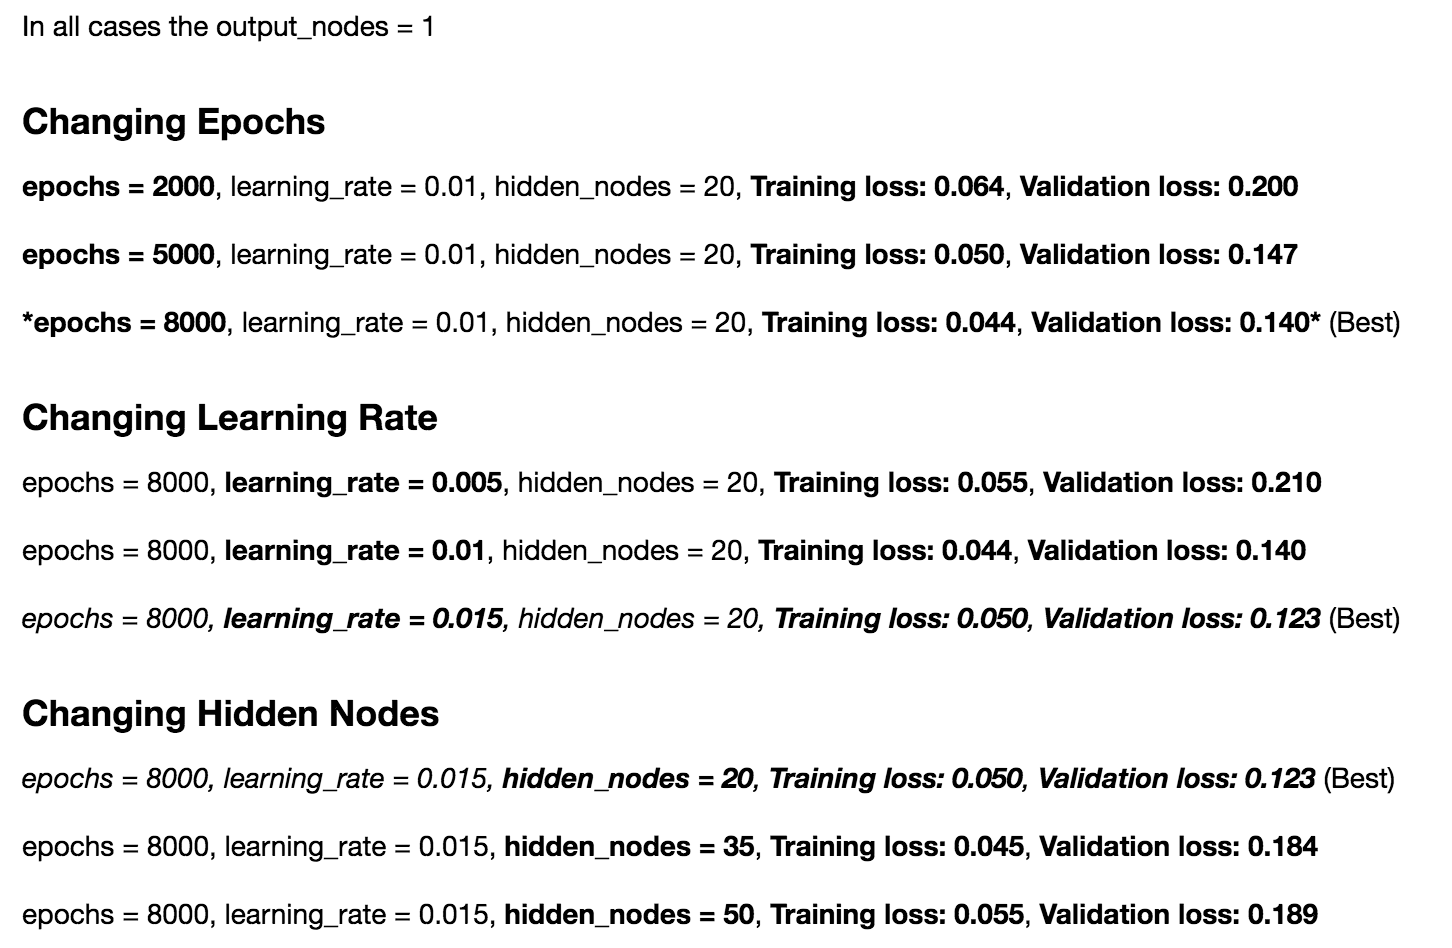 In all cases the output_nodes = 1
Changing Epochs
epochs = 2000, learning_rate = 0.01, hidden_nodes = 20, Training loss: 0.064, Validation loss: 0.200
epochs = 5000, learning_rate = 0.01, hidden_nodes = 20, Training loss: 0.050, Validation loss: 0.147
*epochs = 8000, learning_rate = 0.01, hidden_nodes = 20, Training loss: 0.044, Validation loss: 0.140* (Best)
Changing Learning Rate
epochs = 8000, learning_rate = 0.005, hidden_nodes = 20, Training loss: 0.055, Validation loss: 0.210
epochs = 8000, learning_rate = 0.01, hidden_nodes = 20, Training loss: 0.044, Validation loss: 0.140
epochs = 8000, learning_rate = 0.015, hidden_nodes = 20, Training loss: 0.050, Validation loss: 0.123 (Best)
Changing Hidden Nodes
epochs = 8000, learning_rate = 0.015, hidden_nodes = 20, Training loss: 0.050, Validation loss: 0.123 (Best)
epochs = 8000, learning_rate = 0.015, hidden_nodes = 35, Training loss: 0.045, Validation loss: 0.184
epochs = 8000, learning_rate = 0.015, hidden_nodes = 50, Training loss: 0.055, Validation loss: 0.189